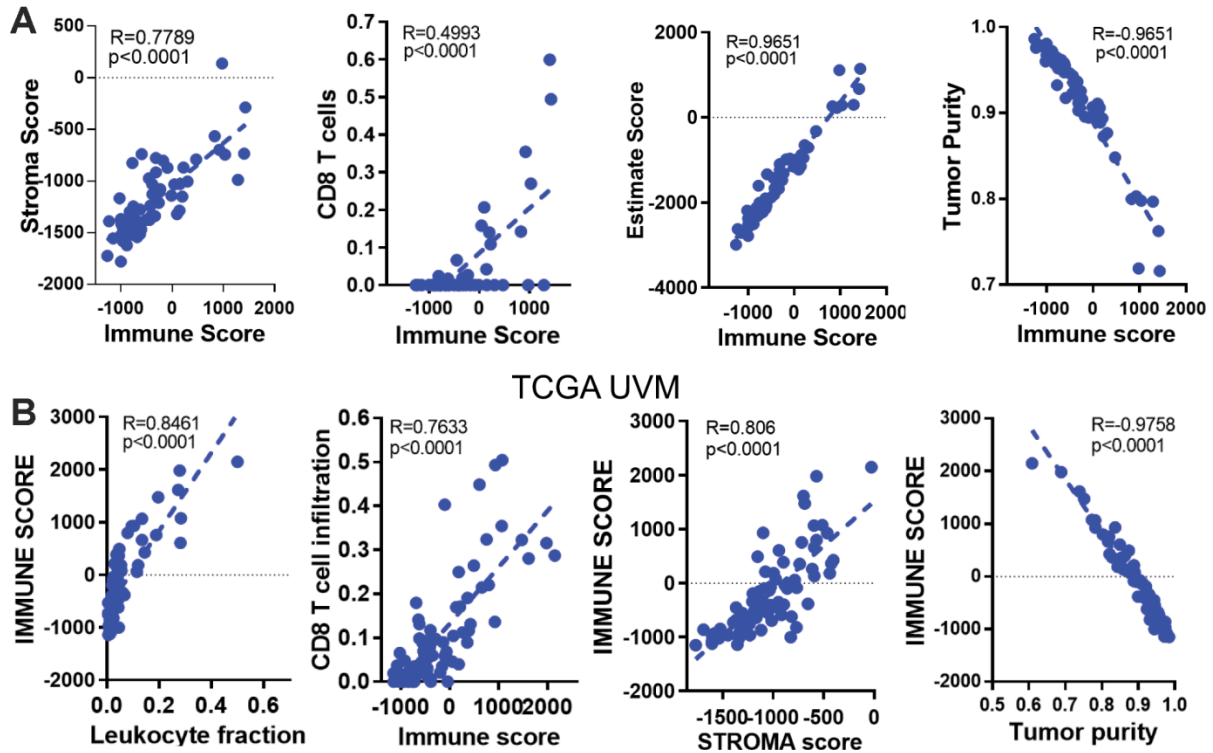 A
R=0.7789
p<0.0001
Stroma Score
500
0
-500
-1000
-1500
-2000
-1000 0 1000 2000
Immune Score
R=0.4993
p<0.0001
CD8 T cells
0.7
0.6
0.5
0.4
0.3
0.2
0.1
0.0
-1000 0 1000
Immune Score
R=0.9651
p<0.0001
Estimate Score
2000
0
-2000
-4000
-1000 0 1000 2000
Immune Score
R=-0.9651
p<0.0001
Tumor Purity
1.0
0.9
0.8
0.7
-1000 0 1000 2000
Immune score
TCGA UVM
B
R=0.8461
p<0.0001
IMMUNE SCORE
3000
2000
1000
0
-1000
-2000
0.0 0.2 0.4 0.6
Leukocyte fraction
R=0.7633
p<0.0001
CD8 T cell infiltration
0.6
0.5
0.4
0.3
0.2
0.1
0.0
-1000 0 1000 2000
Immune score
R=0.806
p<0.0001
IMMUNE SCORE
3000
2000
1000
0
-1000
-2000
-1500 -1000 -500 0
STROMA score
R=-0.9758
p<0.0001
IMMUNE SCORE
3000
2000
1000
0
-1000
-2000
0.5 0.6 0.7 0.8 0.9 1.0
Tumor purity